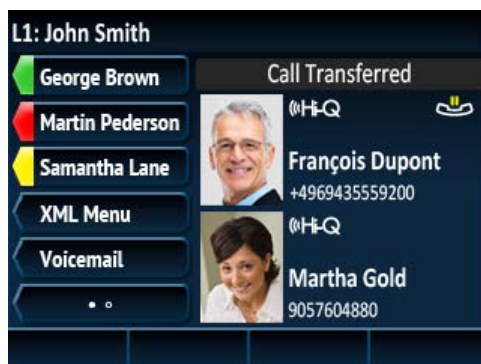 L1: John Smith
George Brown
Martin Pederson
Samantha Lane
XML Menu
Voicemail
Call Transferred
Hi-Q
François Dupont
+4969435559200
Hi-Q
Martha Gold
9057604880